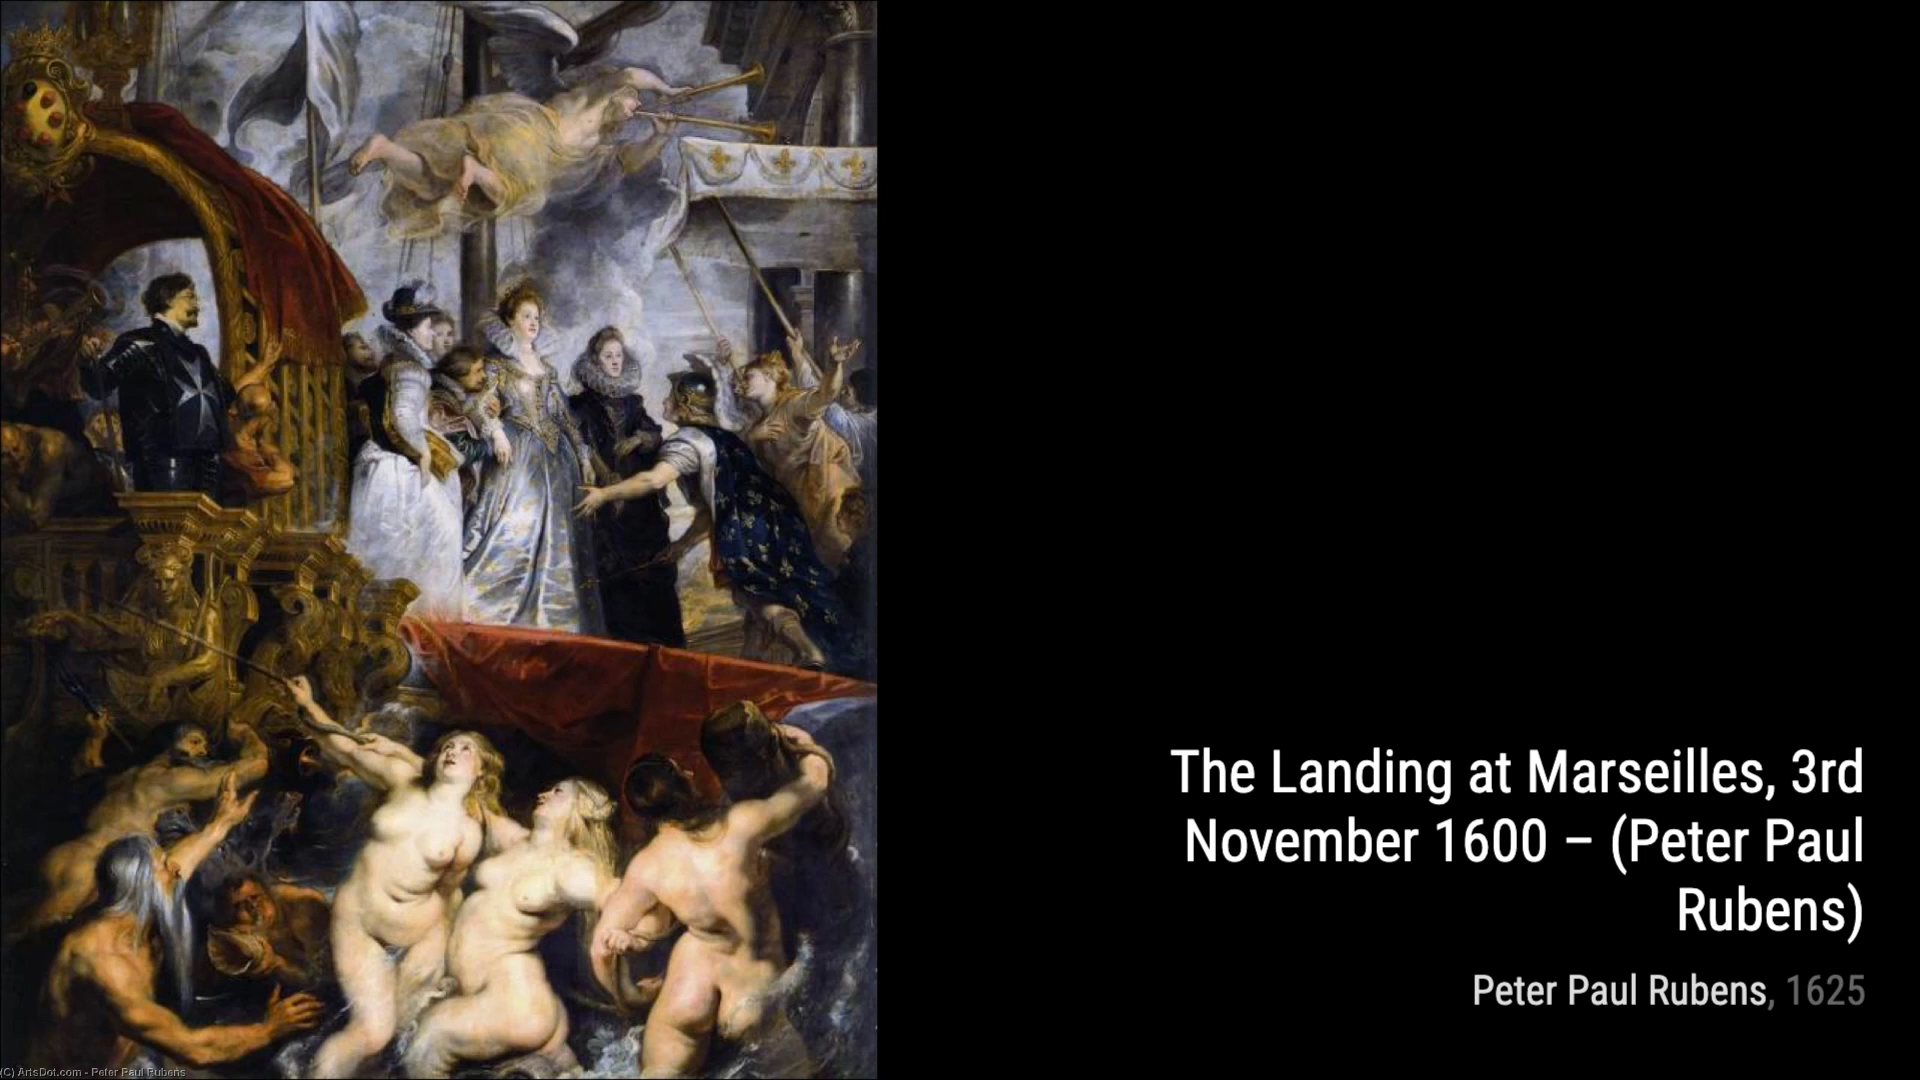 The Landing at Marseilles, 3rd
November 1600 – (Peter Paul
Rubens)
Peter Paul Rubens, 1625
(C) ArtsDot.com - Peter Paul Rubens